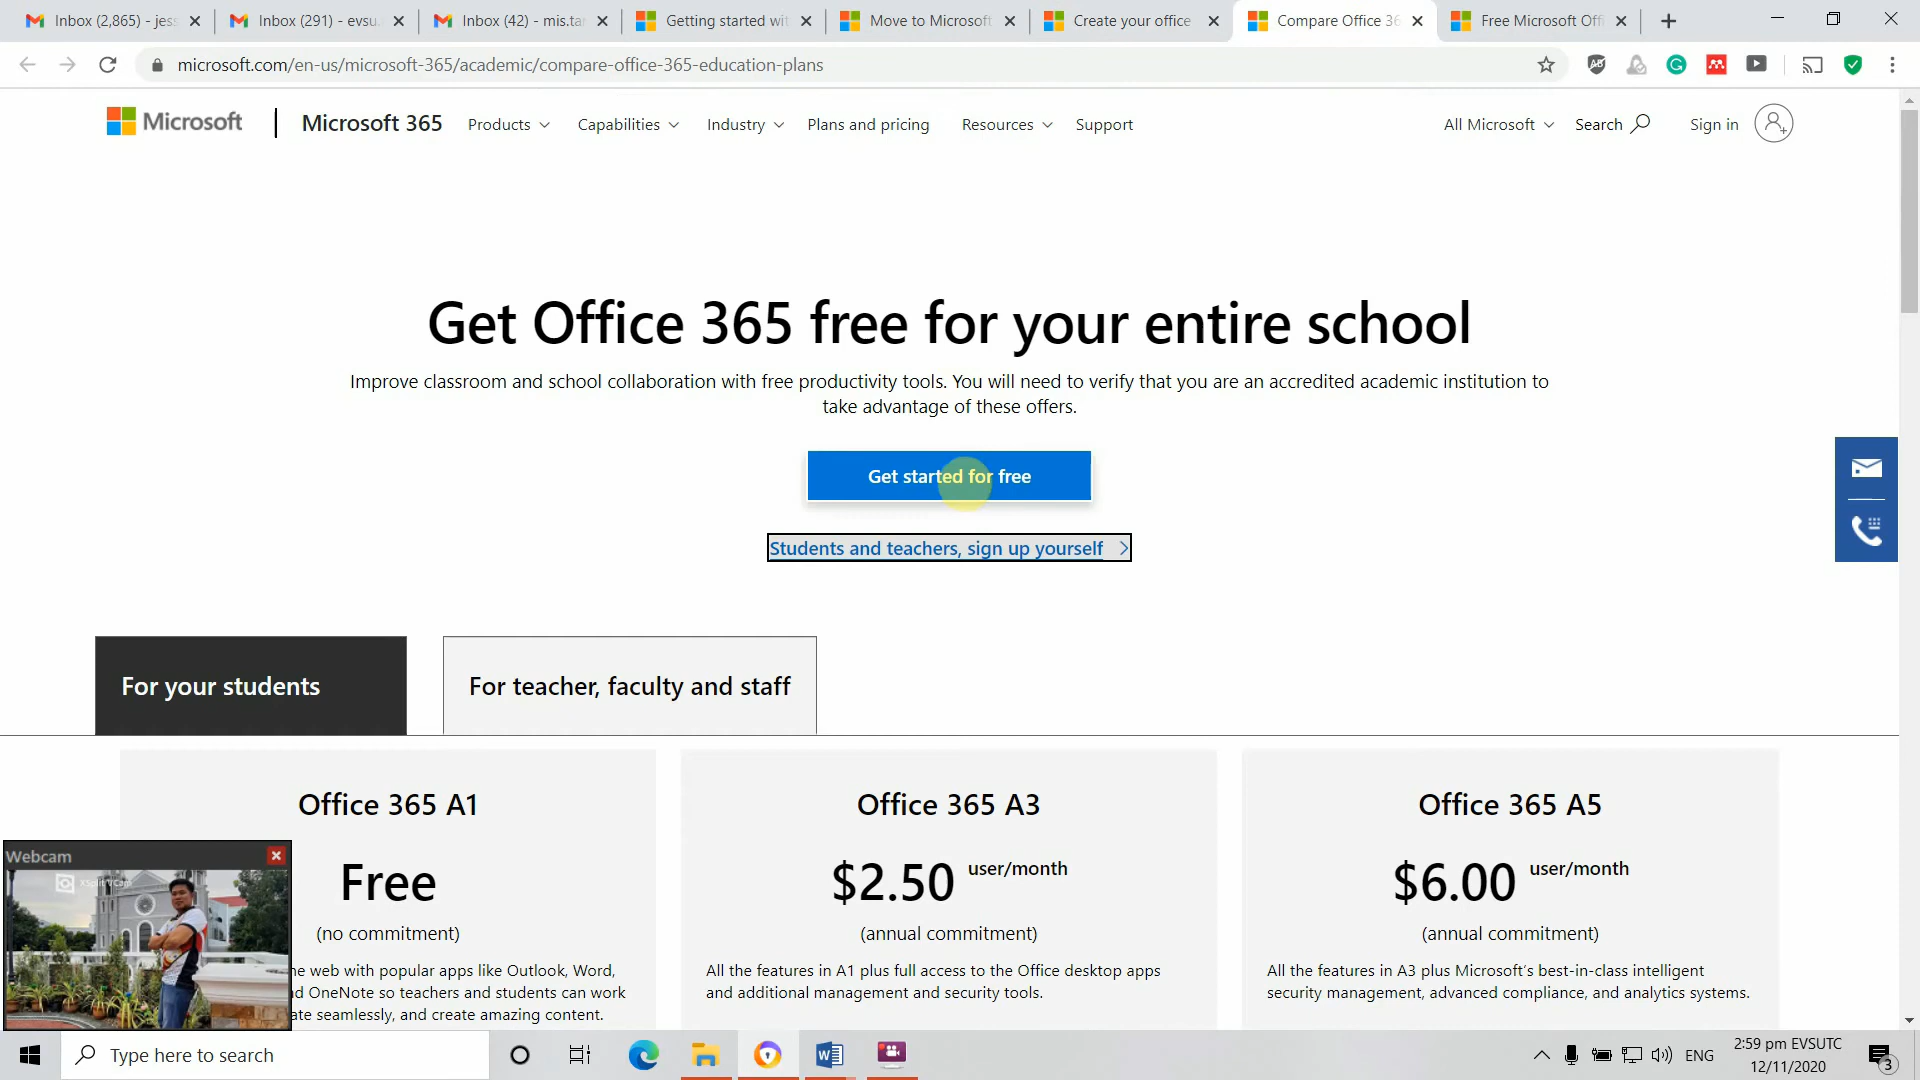 Inbox (2,865) - jess
Inbox (291) - evsu.
Inbox (42) - mis.tar
Getting started wit
Move to Microsoft
Create your office
Compare Office 36
Free Microsoft Offi
microsoft.com/en-us/microsoft-365/academic/compare-office-365-education-plans
Microsoft
Microsoft 365
Products
Capabilities
Industry
Plans and pricing
Resources
Support
All Microsoft
Search
Sign in
Get Office 365 free for your entire school
Improve classroom and school collaboration with free productivity tools. You will need to verify that you are an accredited academic institution to
take advantage of these offers.
Get started for free
Students and teachers, sign up yourself
For your students
For teacher, faculty and staff
Office 365 A1
Free
(no commitment)
ne web with popular apps like Outlook, Word,
d OneNote so teachers and students can work
ate seamlessly, and create amazing content.
Office 365 A3
$2.50 user/month
(annual commitment)
All the features in A1 plus full access to the Office desktop apps
and additional management and security tools.
Office 365 A5
$6.00 user/month
(annual commitment)
All the features in A3 plus Microsoft's best-in-class intelligent
security management, advanced compliance, and analytics systems.
Webcam
XSplit VCam
Type here to search
ENG
2:59 pm EVSUTC
12/11/2020
3